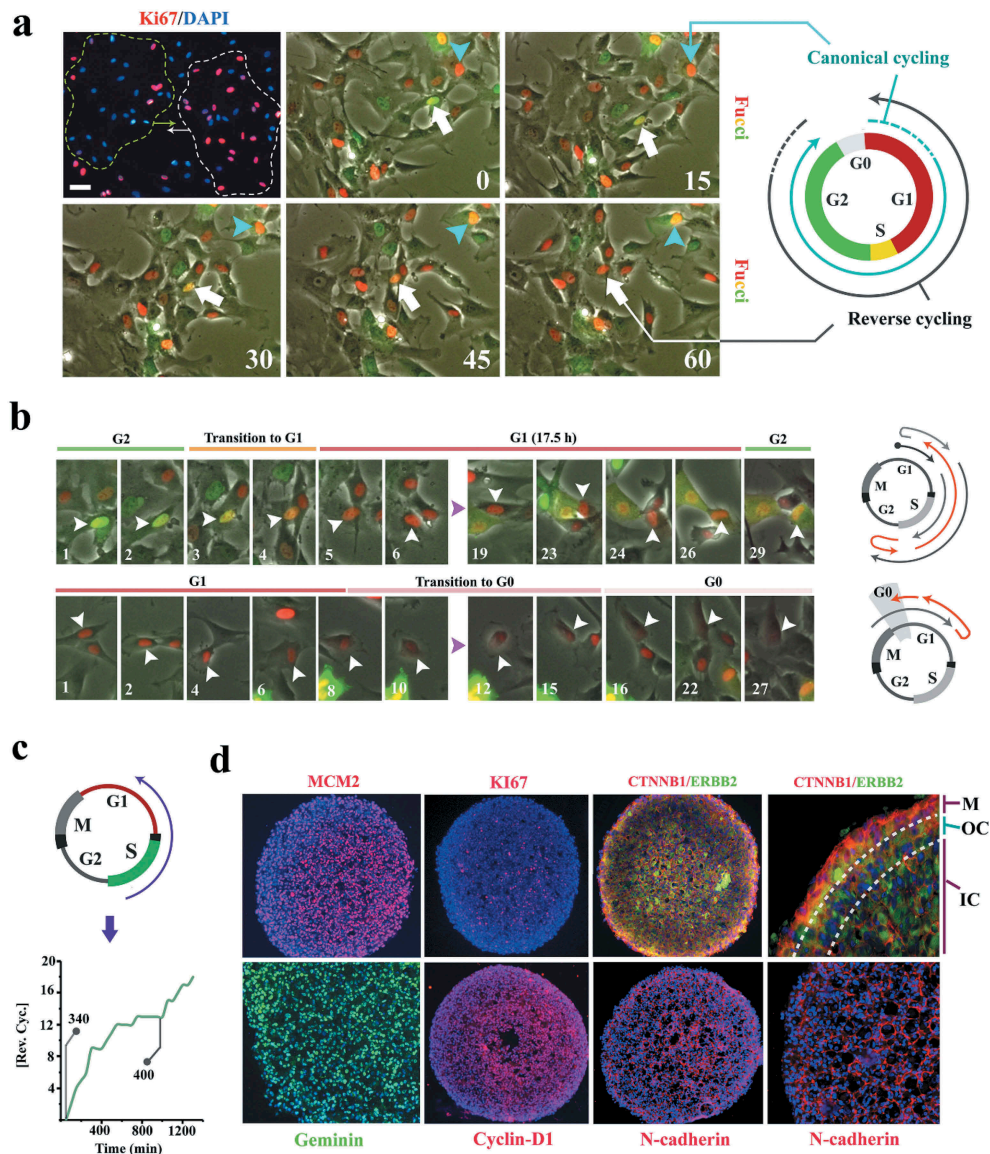 a
Ki67/DAPI
0
15
30
45
60
Fucci
Fucci
Canonical cycling
G0
G2
G1
S
Reverse cycling
b
G2
Transition to G1
G1 (17.5 h)
G2
1
2
3
4
5
6
19
23
24
26
29
G1
M
G2
S
G1
Transition to G0
G0
1
2
4
6
8
10
12
15
16
22
27
G0
G1
M
G2
S
c
G1
M
G2
S
[Rev. Cyc.]
20
16
12
8
4
340
400
400
800
1200
Time (min)
d
MCM2
KI67
CTNNB1/ERBB2
CTNNB1/ERBB2
M
OC
IC
Geminin
Cyclin-D1
N-cadherin
N-cadherin